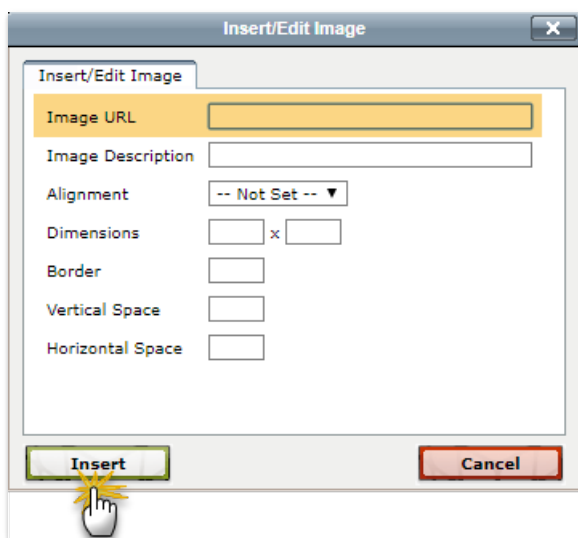 Insert/Edit Image
Insert/Edit Image
Image URL
Image Description
Alignment -- Not Set --
Dimensions x
Border
Vertical Space
Horizontal Space
Insert Cancel